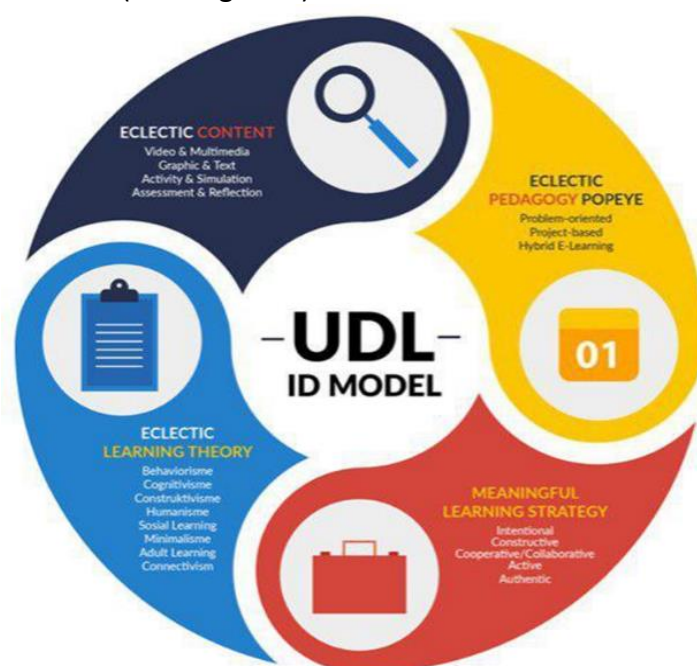 ECLECTIC CONTENT
Video & Multimedia
Graphic & Text
Activity & Simulation
Assessment & Reflection
ECLECTIC
PEDAGOGY POPEYE
Problem-oriented
Project-based
Hybrid E-Learning
01
-UDL-
ID MODEL
ECLECTIC
LEARNING THEORY
Behaviorisme
Cognitivisme
Construktivisme
Humanisme
Sosial Learning
Minimalisme
Adult Learning
Connectivism
MEANINGFUL
LEARNING STRATEGY
Intentional
Constructive
Cooperative/Collaborative
Active
Authentic